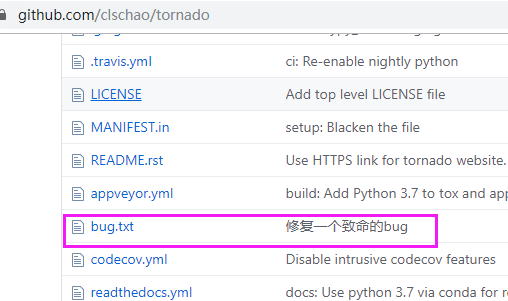 github.com/clschao/tornado
.travis.yml ci: Re-enable nightly python
LICENSE Add top level LICENSE file
MANIFEST.in setup: Blacken the file
README.rst Use HTTPS link for tornado website.
appveyor.yml build: Add Python 3.7 to tox and app
bug.txt 修复一个致命的bug
codecov.yml Disable intrusive codecov features
readthedocs.yml docs: Use python 3.7 via conda for r